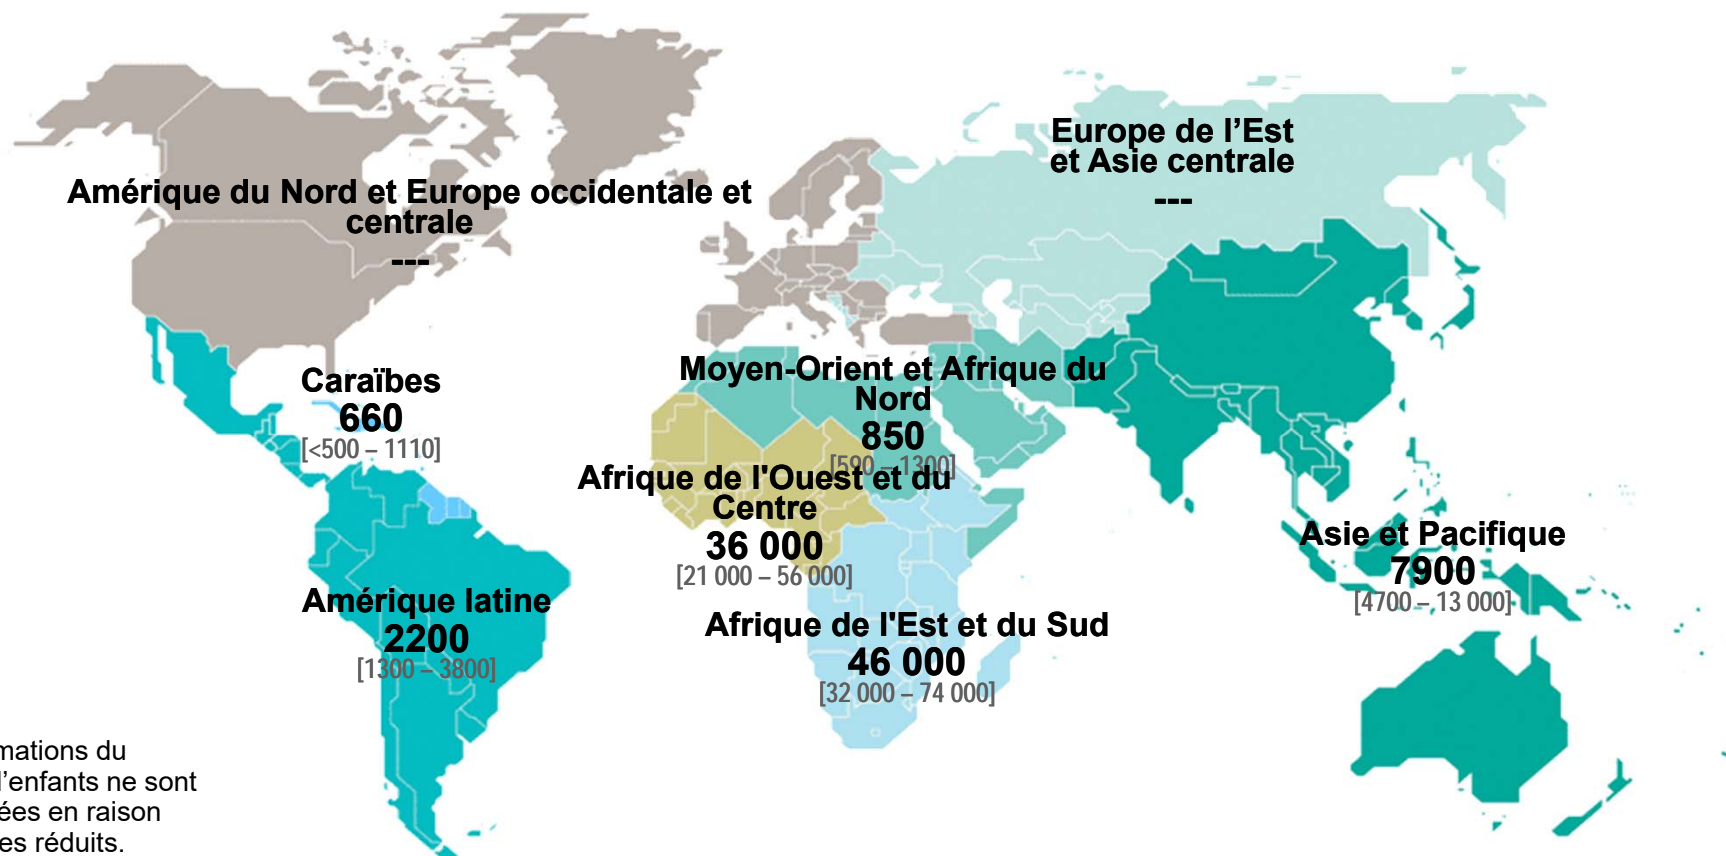 Europe de l’Est
et Asie centrale
---
Amérique du Nord et Europe occidentale et
centrale
---
Caraïbes
660
[<500 – 1110]
Moyen-Orient et Afrique du
Nord
850
[590 – 1300]
Afrique de l'Ouest et du
Centre
36 000
[21 000 – 56 000]
Asie et Pacifique
7900
[4700 – 13 000]
Amérique latine
2200
[1300 – 3800]
Afrique de l'Est et du Sud
46 000
[32 000 – 74 000]
du
d’enfants ne sont
en raison
réduits.